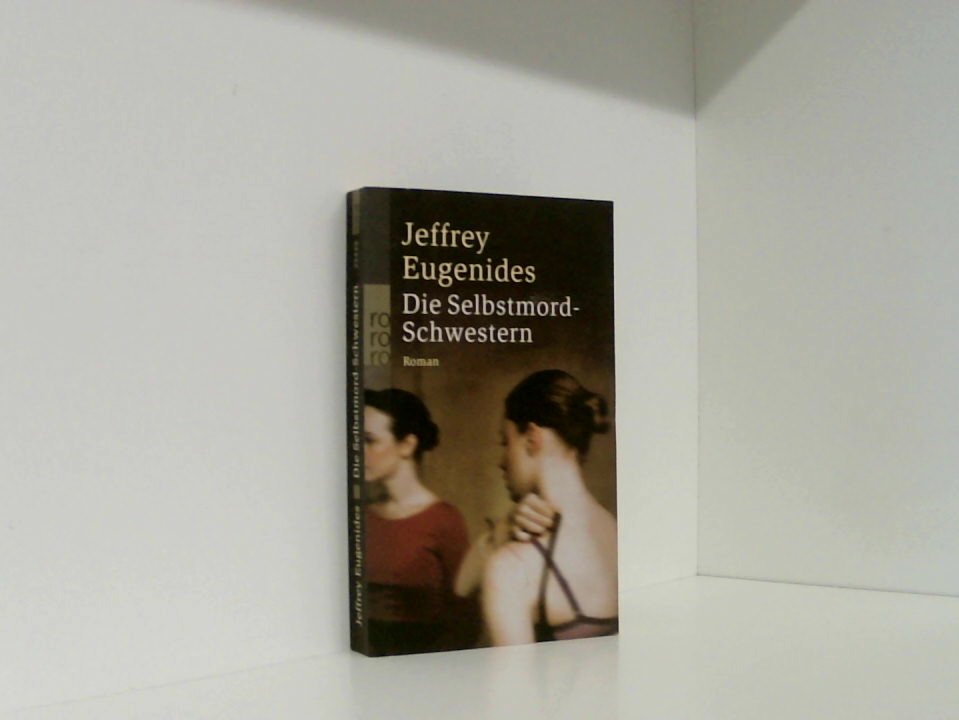 Jeffrey
Eugenides
Die Selbstmord-
Schwestern
Roman
ro
ro
ro
Jeffrey Eugenides Die Selbstmord-Schwestern